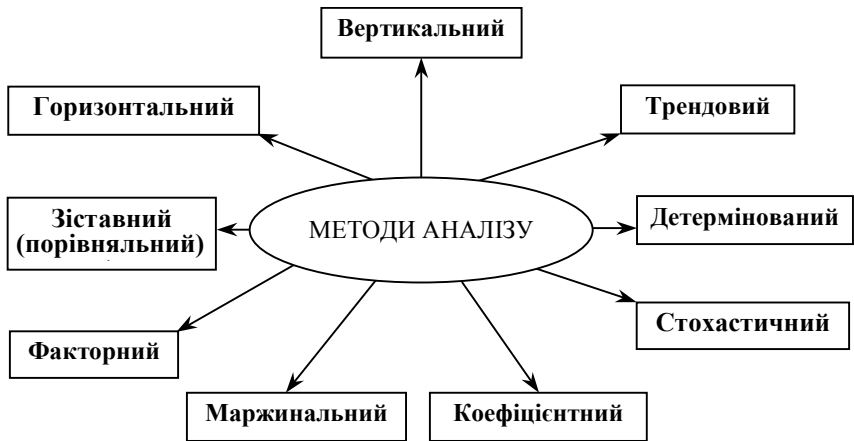 Вертикальний
Горизонтальний
Трендовий
Зіставний
(порівняльний)
МЕТОДИ АНАЛІЗУ
Детермінований
Стохастичний
Факторний
Маржинальний
Коефіцієнтний